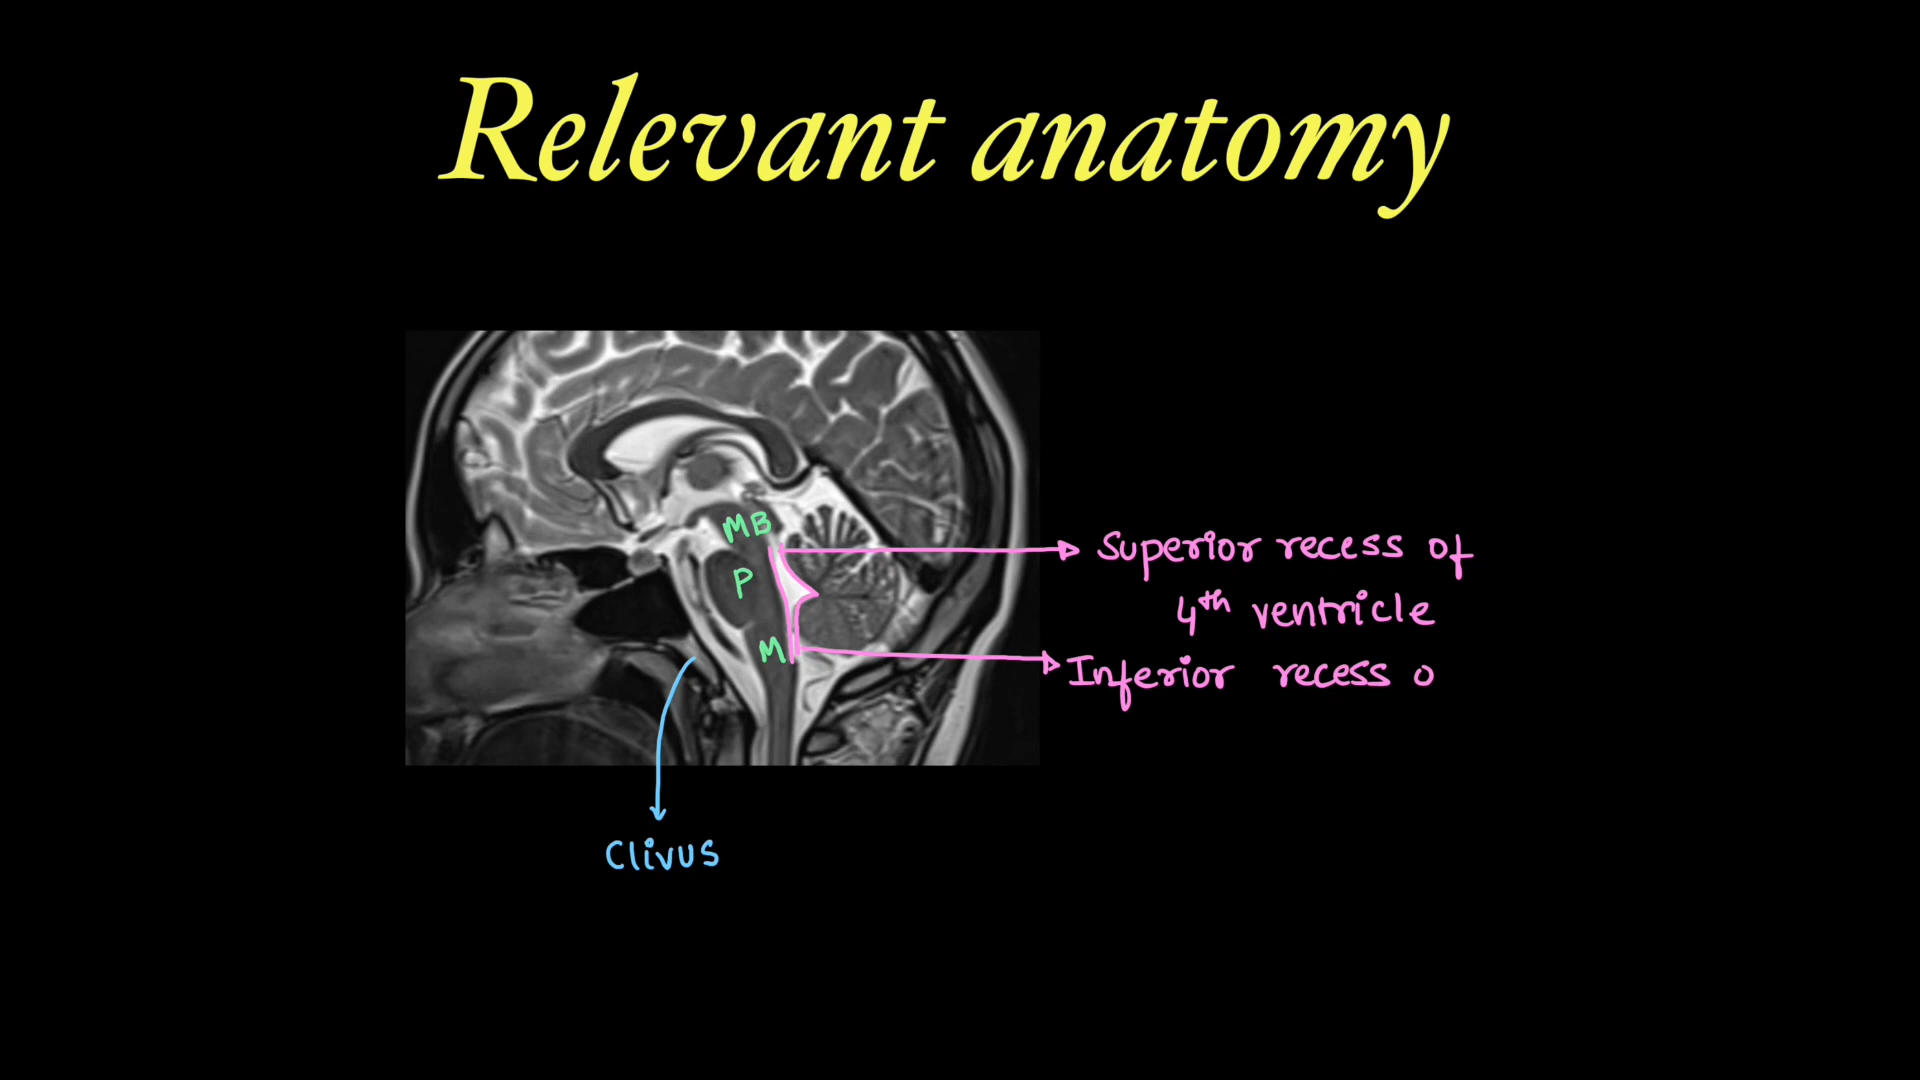 Relevant anatomy
MB
P
M
Superior recess of
4th ventricle
Inferior recess o
Clivus